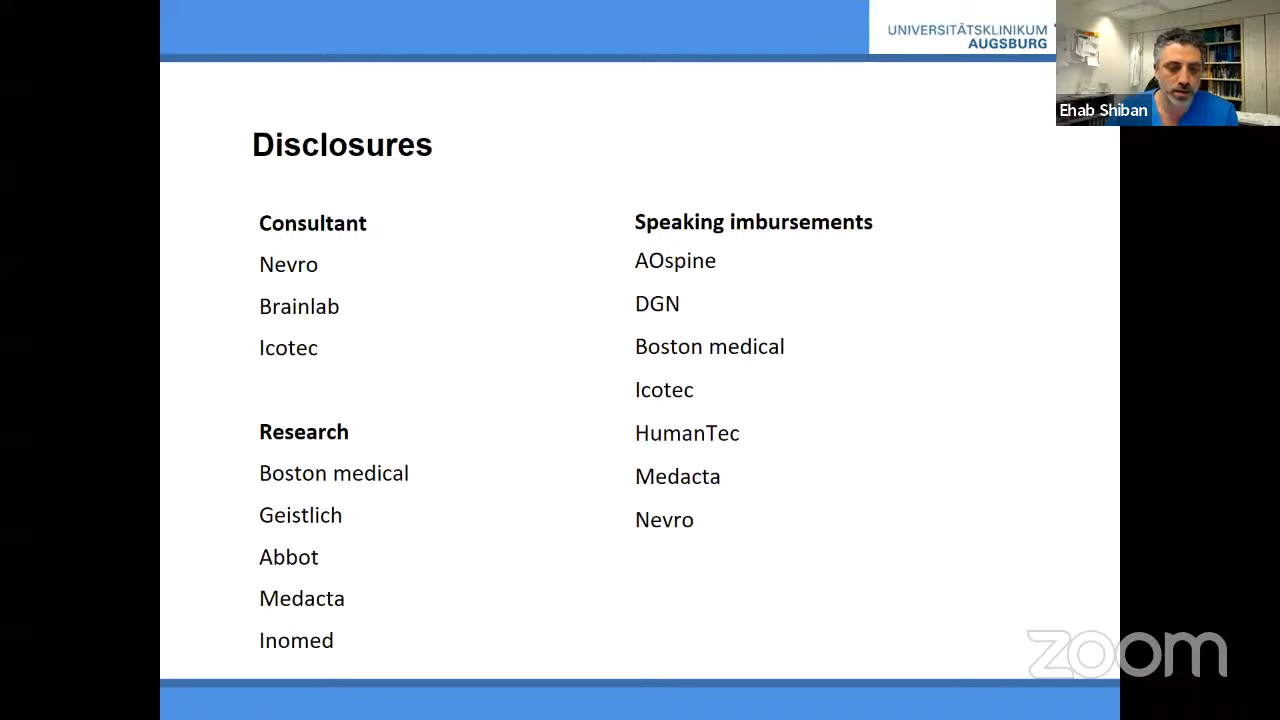 UNIVERSITÄTSKLINIKUM
AUGSBURG
Ehab Shiban
Disclosures
Consultant
Nevro
Brainlab
Icotec
Research
Boston medical
Geistlich
Abbot
Medacta
Inomed
Speaking imbursements
AOspine
DGN
Boston medical
Icotec
HumanTec
Medacta
Nevro
zoom